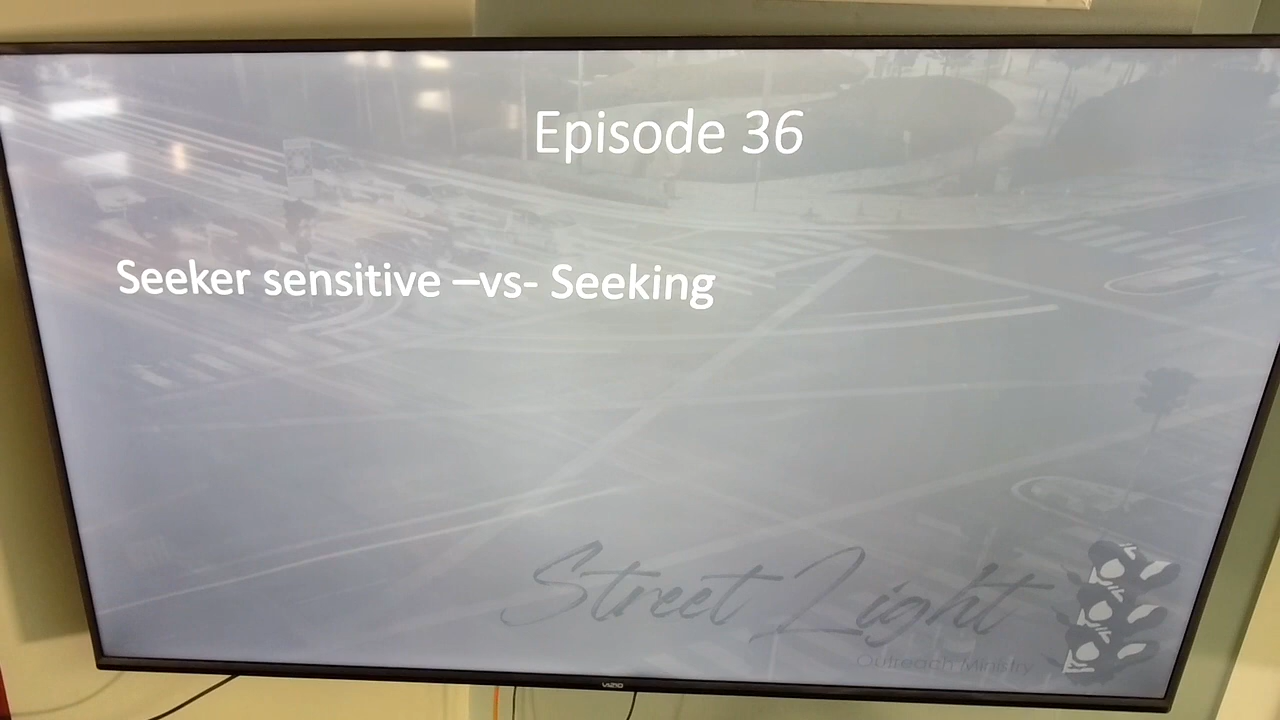 Episode 36
Seeker sensitive –vs- Seeking
Street Light
Outreach Ministry
VIZIO